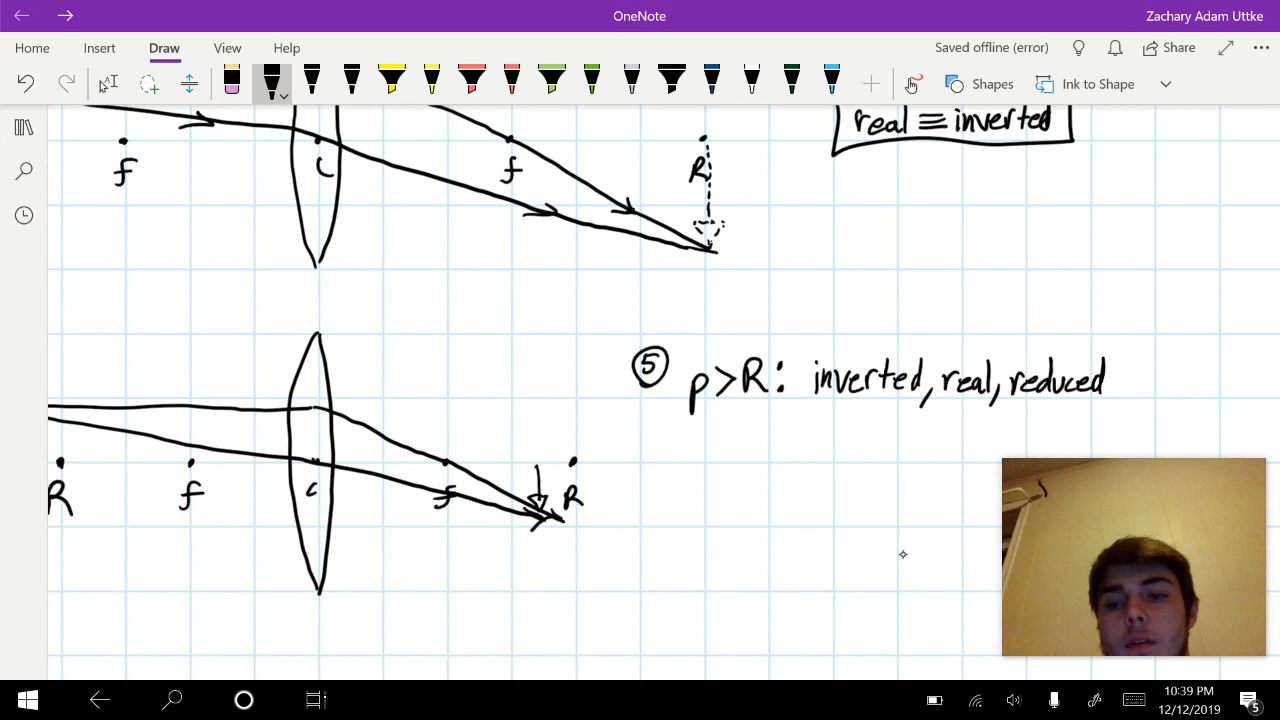 OneNote
Zachary Adam Uttke
Home Insert Draw View Help
Saved offline (error) Share
Shapes Ink to Shape
real ≡ inverted
f C f R
⑤ p>R: inverted, real, reduced
R f C f R
10:39 PM
12/12/2019
5